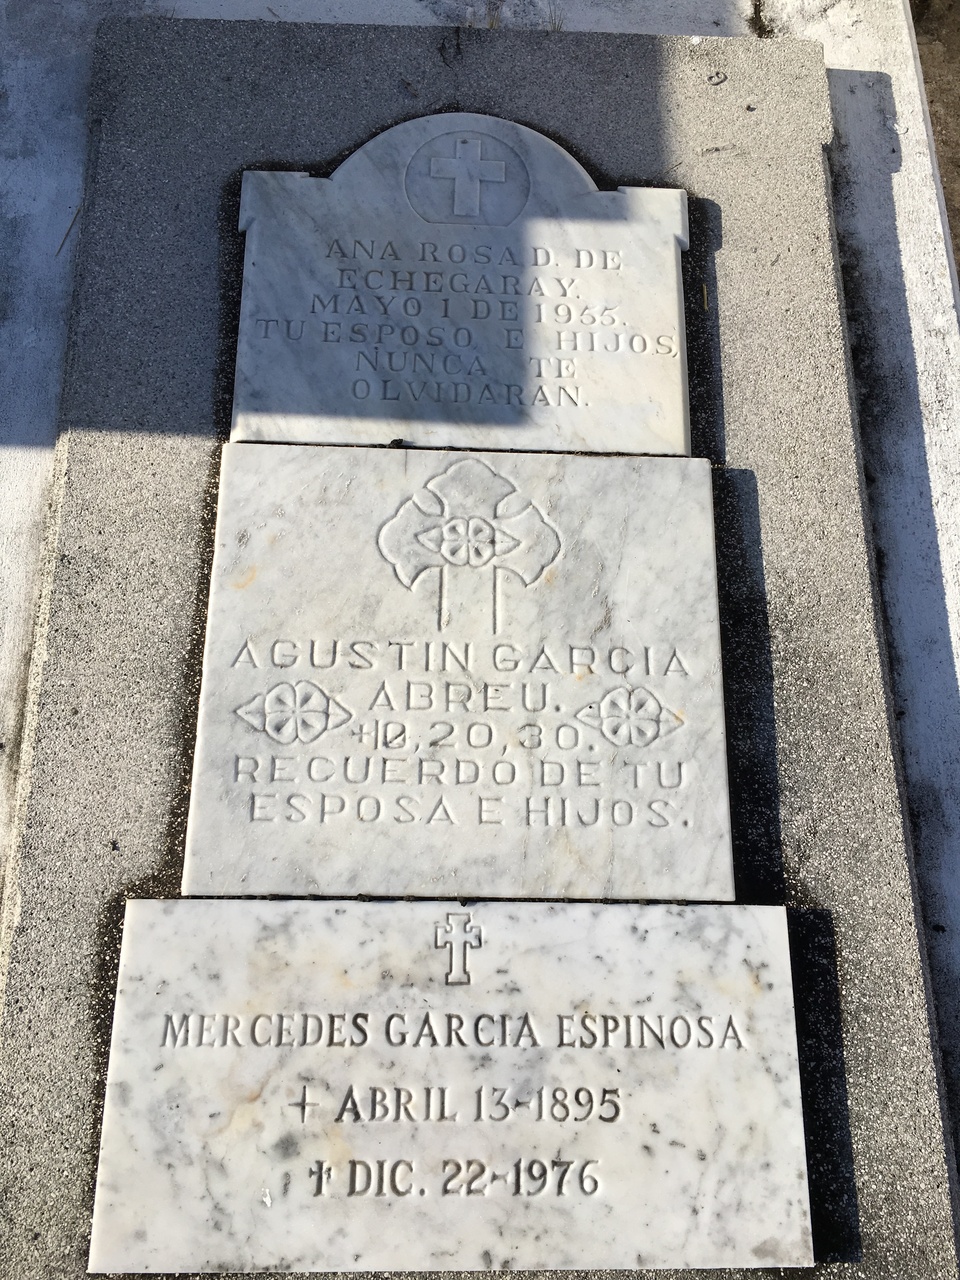 ANA ROSA D. DE
ECHEGARAY.
MAYO 1 DE 1955.
TU ESPOSO E HIJOS,
NUNCA TE
OLVIDARAN.
AGUSTIN GARCIA
ABREU.
+10,20,30.
RECUERDO DE TU
ESPOSA E HIJOS.
MERCEDES GARCIA ESPINOSA
+ ABRIL 13-1895
✝ DIC. 22-1976